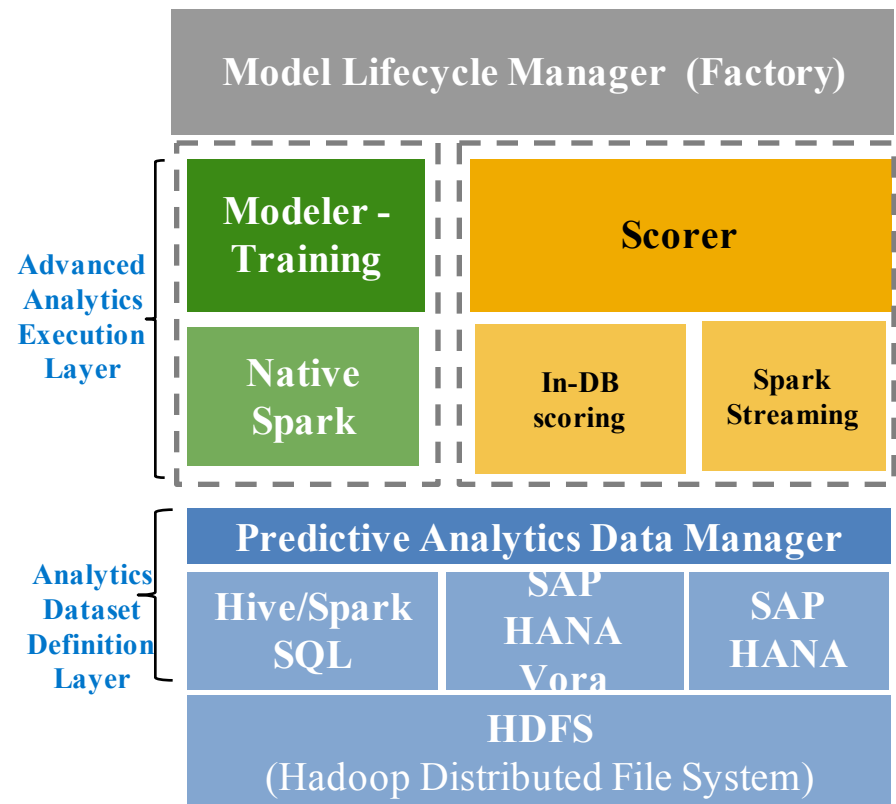 Model Lifecycle Manager (Factory)
Advanced
Analytics
Execution
Layer
Modeler -
Training
Scorer
Native
Spark
In-DB
scoring
Spark
Streaming
Analytics
Dataset
Definition
Layer
Predictive Analytics Data Manager
Hive/Spark
SQL
SAP
HANA
Vora
SAP
HANA
HDFS
(Hadoop Distributed File System)